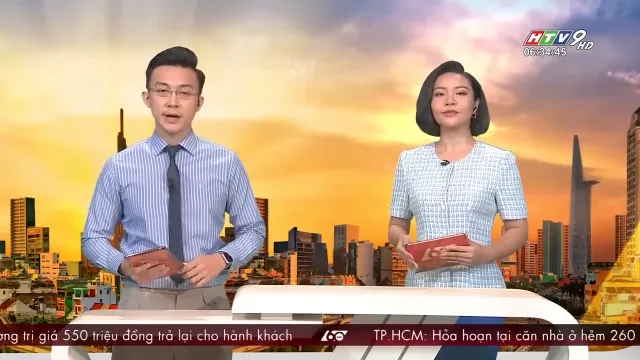 HTV9 HD
06:34:45
ng trị giá 550 triệu đồng trả lại cho hành khách
TP.HCM: Hỏa hoạn tại căn nhà ở hẻm 260